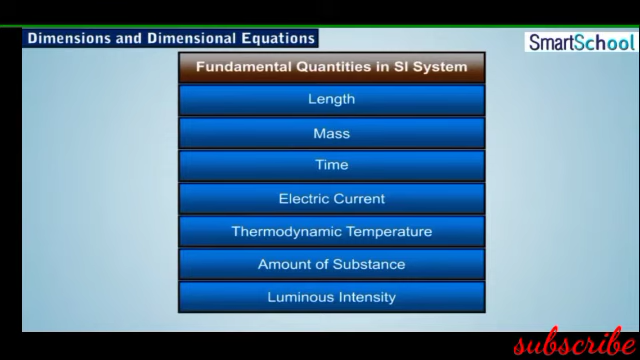 Dimensions and Dimensional Equations
SmartSchool
Fundamental Quantities in SI System
Length
Mass
Time
Electric Current
Thermodynamic Temperature
Amount of Substance
Luminous Intensity
subscribe